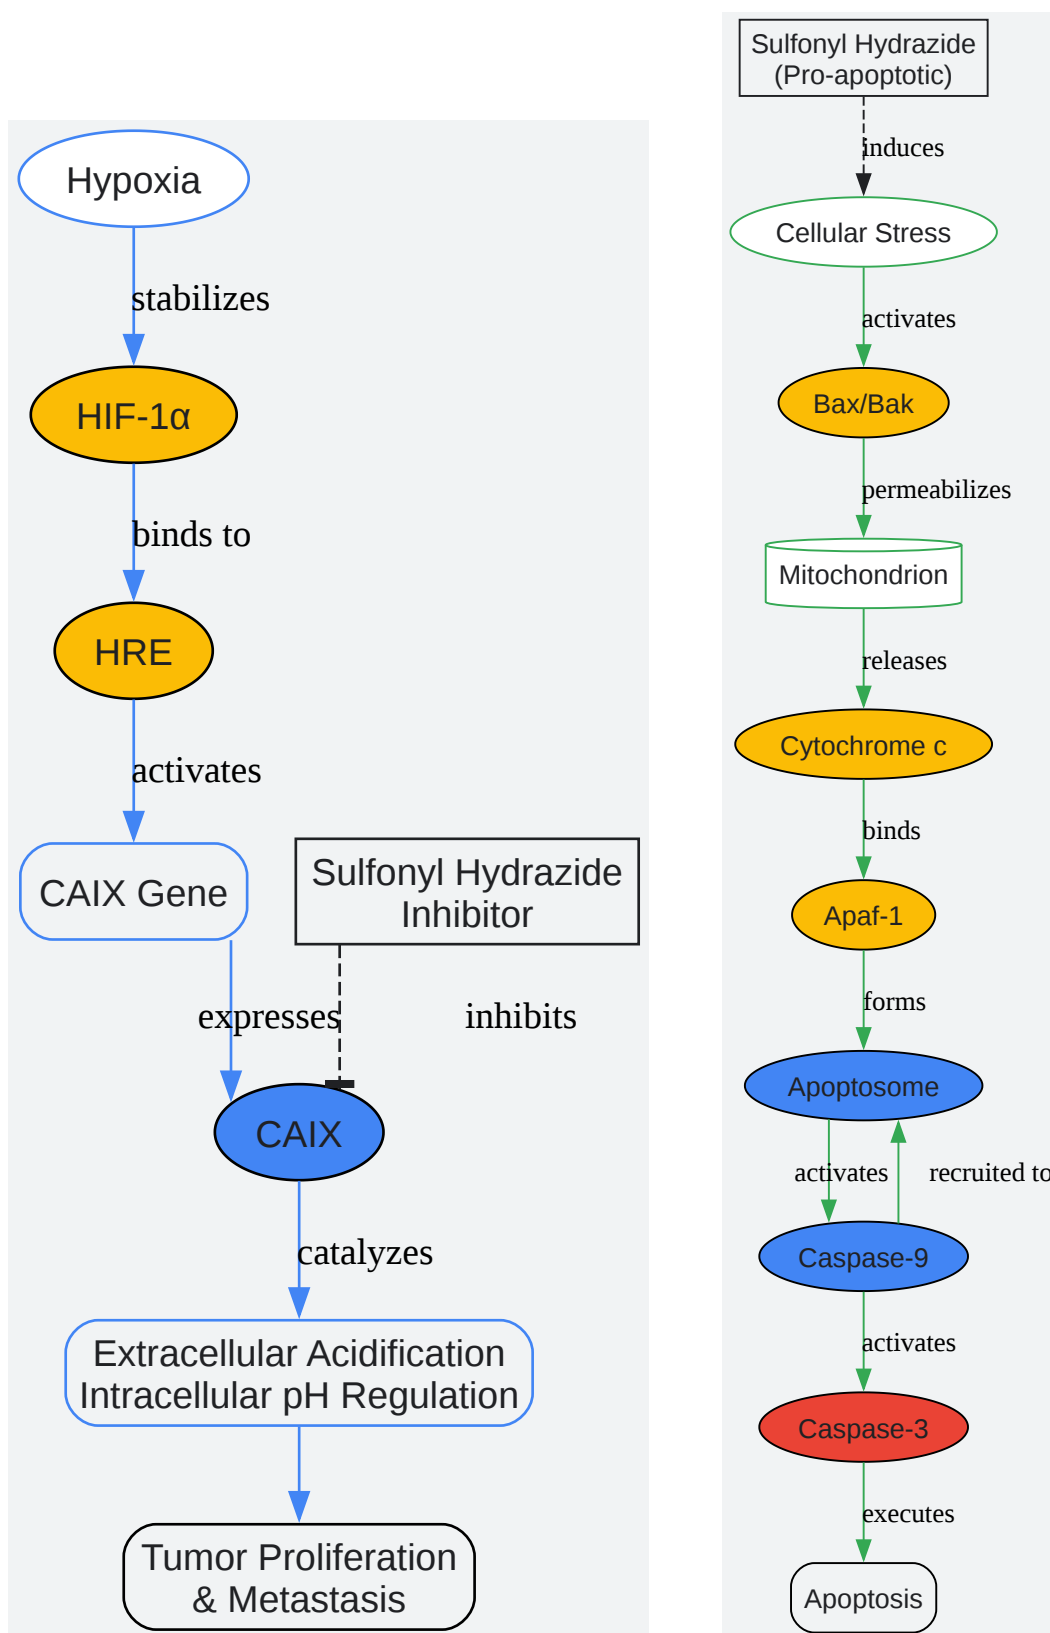 Hypoxia
stabilizes
HIF-1α
binds to
HRE
activates
CAIX Gene
Sulfonyl Hydrazide
Inhibitor
expresses
inhibits
CAIX
catalyzes
Extracellular Acidification
Intracellular pH Regulation
Tumor Proliferation
& Metastasis
Sulfonyl Hydrazide
(Pro-apoptotic)
induces
Cellular Stress
activates
Bax/Bak
permeabilizes
Mitochondrion
releases
Cytochrome c
binds
Apaf-1
forms
Apoptosome
activates
recruited to
Caspase-9
activates
Caspase-3
executes
Apoptosis